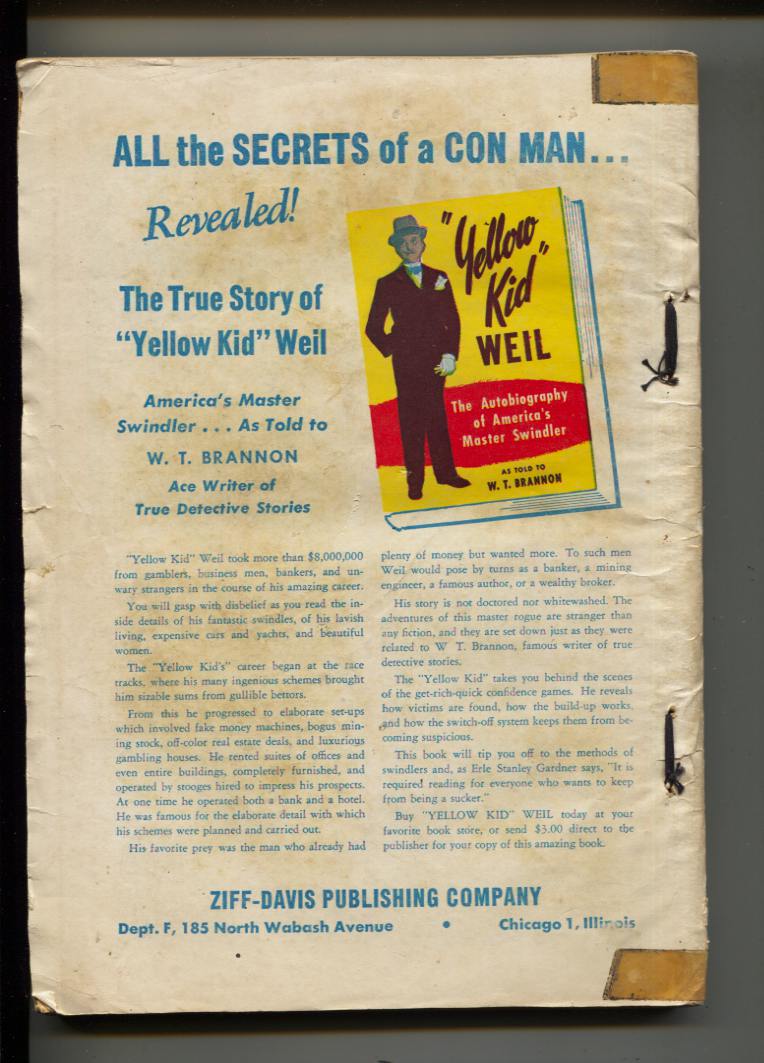 ALL the SECRETS of a CON MAN...
Revealed!
The True Story of
"Yellow Kid" Weil
America's Master
Swindler . . . As Told to
W. T. BRANNON
Ace Writer of
True Detective Stories
"Yellow
Kid"
WEIL
The Autobiography
of America's
Master Swindler
AS TOLD TO
W. T. BRANNON
"Yellow Kid" Weil took more than $8,000,000
from gamblers, business men, bankers, and un-
wary strangers in the course of his amazing career.
You will gasp with disbelief as you read the in-
side details of his fantastic swindles, of his lavish
living, expensive cars and yachts, and beautiful
women.
The "Yellow Kid's" career began at the race
tracks, where his many ingenious schemes brought
him sizable sums from gullible bettors.
From this he progressed to elaborate set-ups
which involved fake money machines, bogus min-
ing stock, off-color real estate deals, and luxurious
gambling houses. He rented suites of offices and
even entire buildings, completely furnished, and
operated by stooges hired to impress his prospects.
At one time he operated both a bank and a hotel.
He was famous for the elaborate detail with which
his schemes were planned and carried out.
His favorite prey was the man who already had
plenty of money but wanted more. To such men
Weil would pose by turns as a banker, a mining
engineer, a famous author, or a wealthy broker.
His story is not doctored nor whitewashed. The
adventures of this master rogue are stranger than
any fiction, and they are set down just as they were
related to W T. Brannon, famous writer of true
detective stories.
The "Yellow Kid" takes you behind the scenes
of the get-rich-quick confidence games. He reveals
how victims are found, how the build-up works,
and how the switch-off system keeps them from be-
coming suspicious.
This book will tip you off to the methods of
swindlers and, as Erle Stanley Gardner says, "It is
required reading for everyone who wants to keep
from being a sucker."
Buy "YELLOW KID" WEIL today at your
favorite book store, or send $3.00 direct to the
publisher for your copy of this amazing book.
ZIFF-DAVIS PUBLISHING COMPANY
Dept. F, 185 North Wabash Avenue • Chicago 1, Illinois